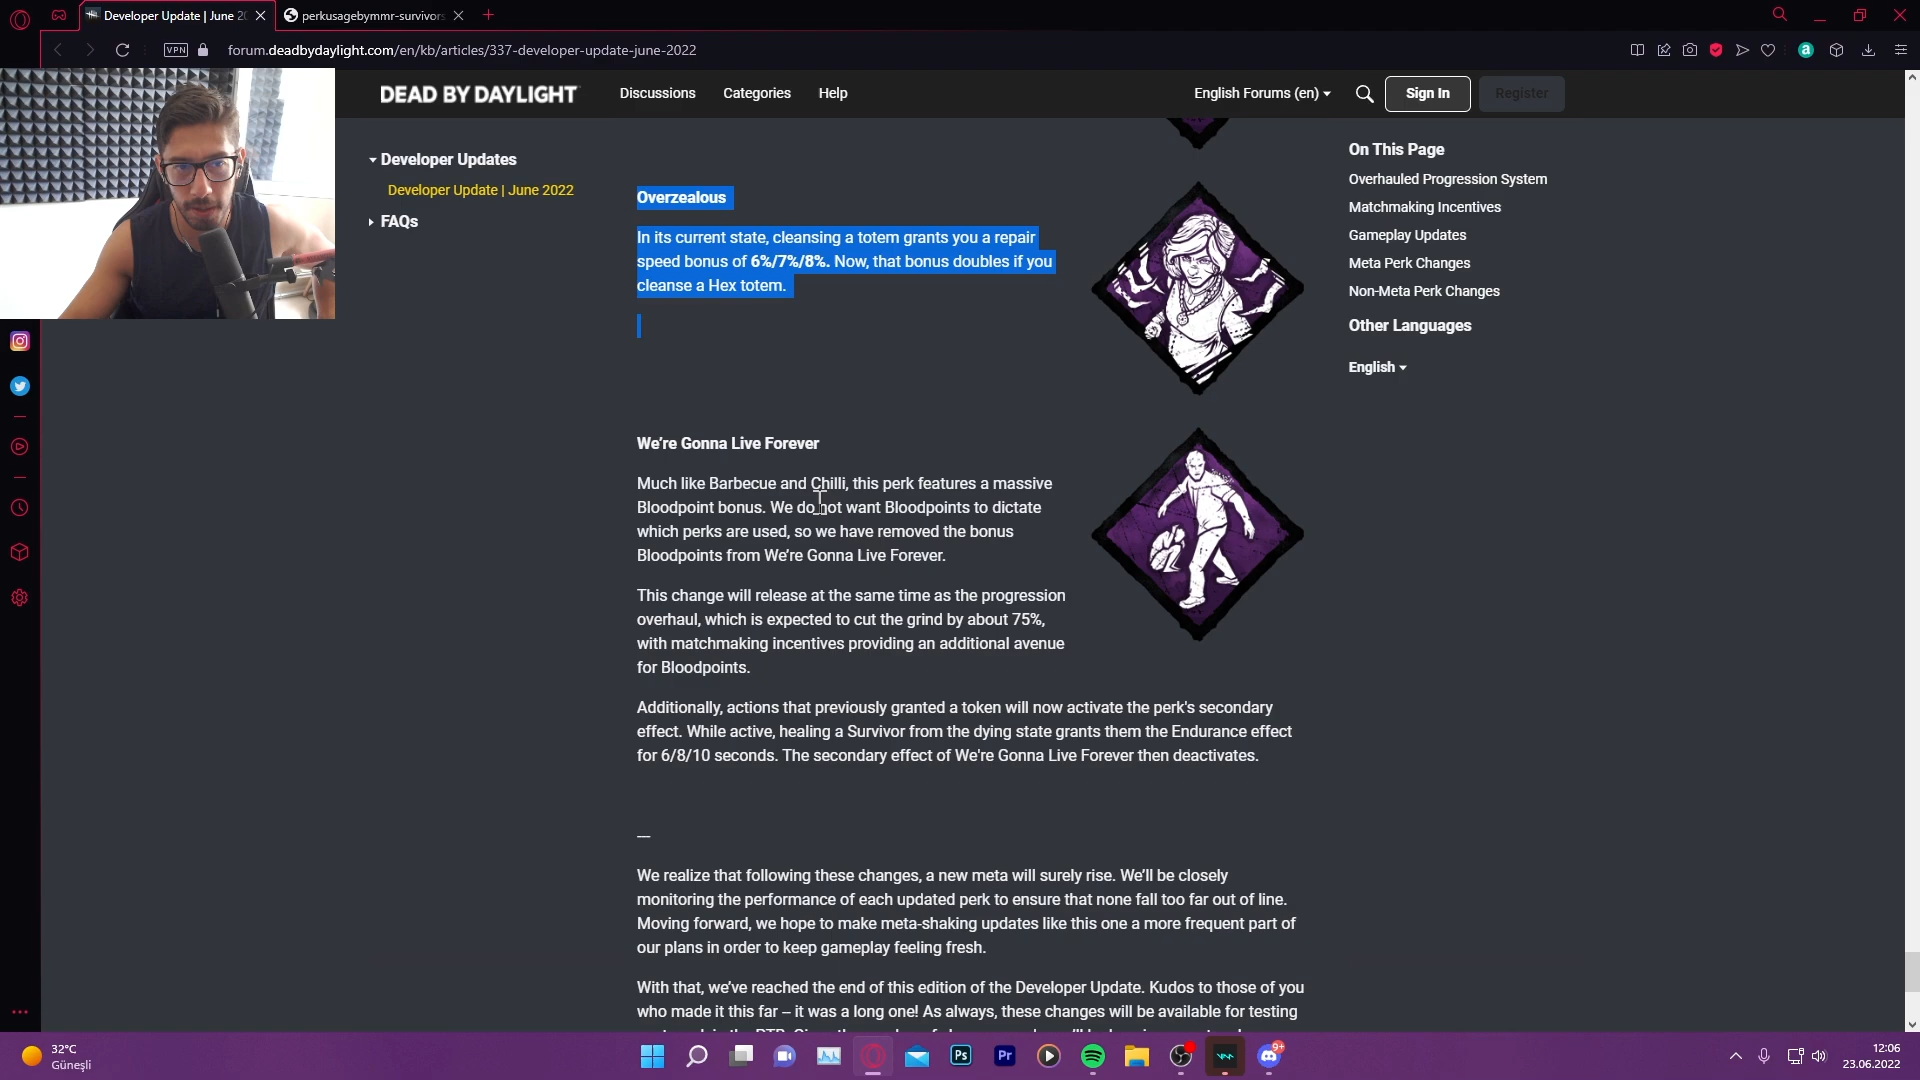 Developer Update | June 20
perkusagebymmr-survivors
VPN
forum.deadbydaylight.com/en/kb/articles/337-developer-update-june-2022
a
DEAD BY DAYLIGHT
Discussions
Categories
Help
English Forums (en)
Sign In
Register
Developer Updates
Developer Update | June 2022
FAQs
On This Page
Overhauled Progression System
Matchmaking Incentives
Gameplay Updates
Meta Perk Changes
Non-Meta Perk Changes
Other Languages
English
Overzealous
In its current state, cleansing a totem grants you a repair
speed bonus of 6%/7%/8%. Now, that bonus doubles if you
cleanse a Hex totem.
We're Gonna Live Forever
Much like Barbecue and Chilli, this perk features a massive
Bloodpoint bonus. We do not want Bloodpoints to dictate
which perks are used, so we have removed the bonus
Bloodpoints from We're Gonna Live Forever.
This change will release at the same time as the progression
overhaul, which is expected to cut the grind by about 75%,
with matchmaking incentives providing an additional avenue
for Bloodpoints.
Additionally, actions that previously granted a token will now activate the perk's secondary
effect. While active, healing a Survivor from the dying state grants them the Endurance effect
for 6/8/10 seconds. The secondary effect of We're Gonna Live Forever then deactivates.
—
We realize that following these changes, a new meta will surely rise. We'll be closely
monitoring the performance of each updated perk to ensure that none fall too far out of line.
Moving forward, we hope to make meta-shaking updates like this one a more frequent part of
our plans in order to keep gameplay feeling fresh.
With that, we've reached the end of this edition of the Developer Update. Kudos to those of you
who made it this far – it was a long one! As always, these changes will be available for testing
32°C
Güneşli
Ps
Pr
9+
12:06
23.06.2022